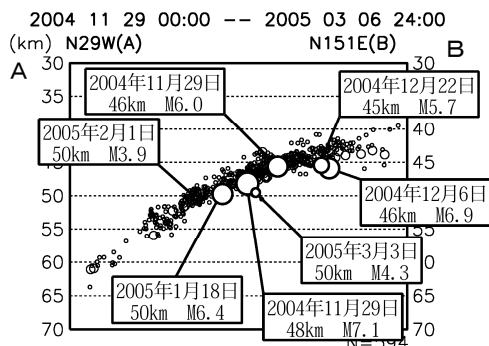 2004 11 29 00:00 -- 2005 03 06 24:00
(km) N29W(A) N151E(B)
A B
30 30
2004年11月29日
46km M6.0
2004年12月22日
45km M5.7
2005年2月1日
50km M3.9
40
45
50
55
60
65
70
45
50
60
65
70
2004年12月6日
46km M6.9
2005年3月3日
50km M4.3
2005年1月18日
50km M6.4
2004年11月29日
48km M7.1